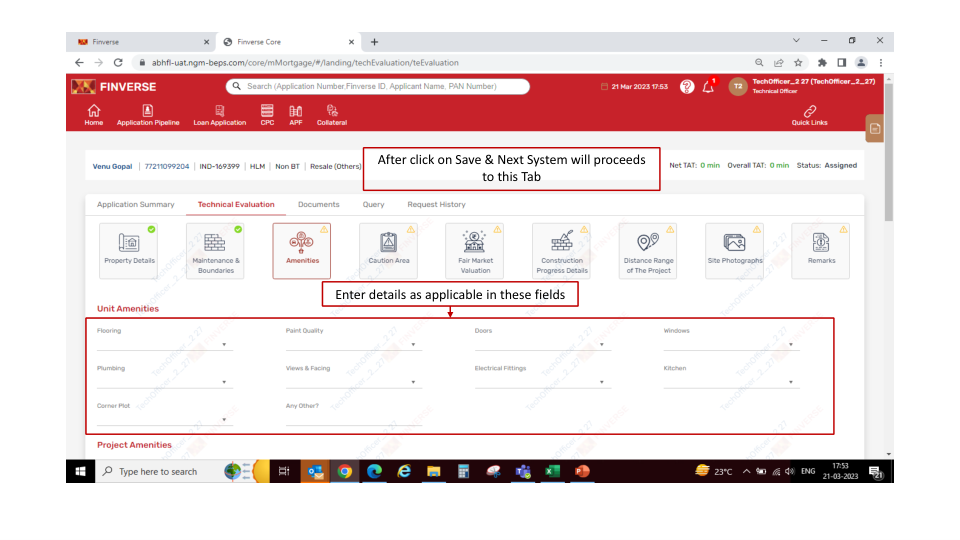 Finverse
Finverse Core
abhfl-uat.ngm-beps.com/core/mMortgage/#/landing/techEvaluation/teEvaluation
FINVERSE
Search (Application Number,Finverse ID, Applicant Name, PAN Number)
21 Mar 2023 17:53
1
T2
TechOfficer_2 27 (TechOfficer_2_27)
Technical Officer
Home
Application Pipeline
Loan Application
CPC
APF
Collateral
Quick Links
Venu Gopal | 77211099204 | IND-169399 | HLM | Non BT | Resale (Others)
After click on Save & Next System will proceeds
to this Tab
Net TAT: 0 min Overall TAT: 0 min Status: Assigned
Application Summary
Technical Evaluation
Documents
Query
Request History
Property Details
Maintenance &
Boundaries
Amenities
Caution Area
Fair Market
Valuation
Construction
Progress Details
Distance Range
of The Project
Site Photographs
Remarks
Enter details as applicable in these fields
Unit Amenities
Flooring
Paint Quality
Doors
Windows
Plumbing
Views & Facing
Electrical Fittings
Kitchen
Corner Plot
Any Other?
Project Amenities
Type here to search
23°C
ENG
17:53
21-03-2023
21